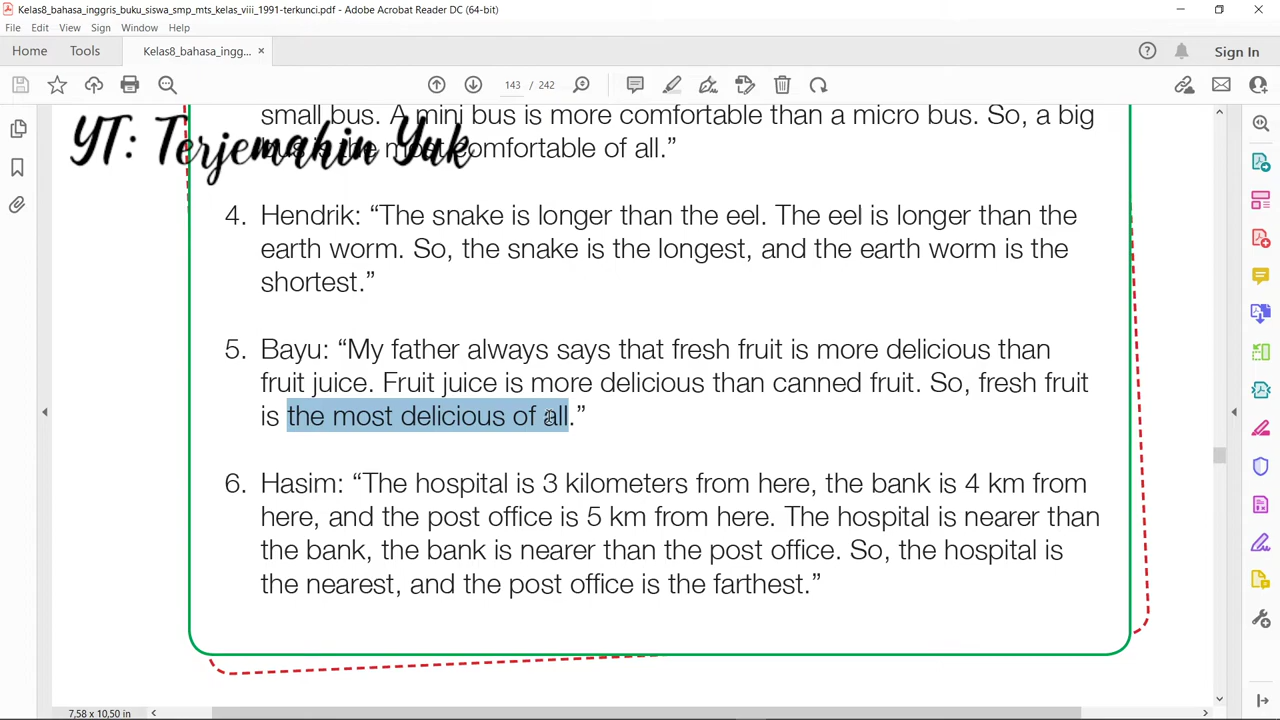 Kelas8_bahasa_inggris_buku_siswa_smp_mts_kelas_viii_1991-terkunci.pdf - Adobe Acrobat Reader DC (64-bit)
File Edit View Sign Window Help
Home Tools Kelas8_bahasa_ingg... ×
Sign In
143 / 242
small bus. A mini bus is more comfortable than a micro bus. So, a big
YT: Terjemahin Yuk
is the most comfortable of all.”
4. Hendrik: “The snake is longer than the eel. The eel is longer than the
earth worm. So, the snake is the longest, and the earth worm is the
shortest.”
5. Bayu: “My father always says that fresh fruit is more delicious than
fruit juice. Fruit juice is more delicious than canned fruit. So, fresh fruit
is the most delicious of all.”
6. Hasim: “The hospital is 3 kilometers from here, the bank is 4 km from
here, and the post office is 5 km from here. The hospital is nearer than
the bank, the bank is nearer than the post office. So, the hospital is
the nearest, and the post office is the farthest.”
7,58 x 10,50 in